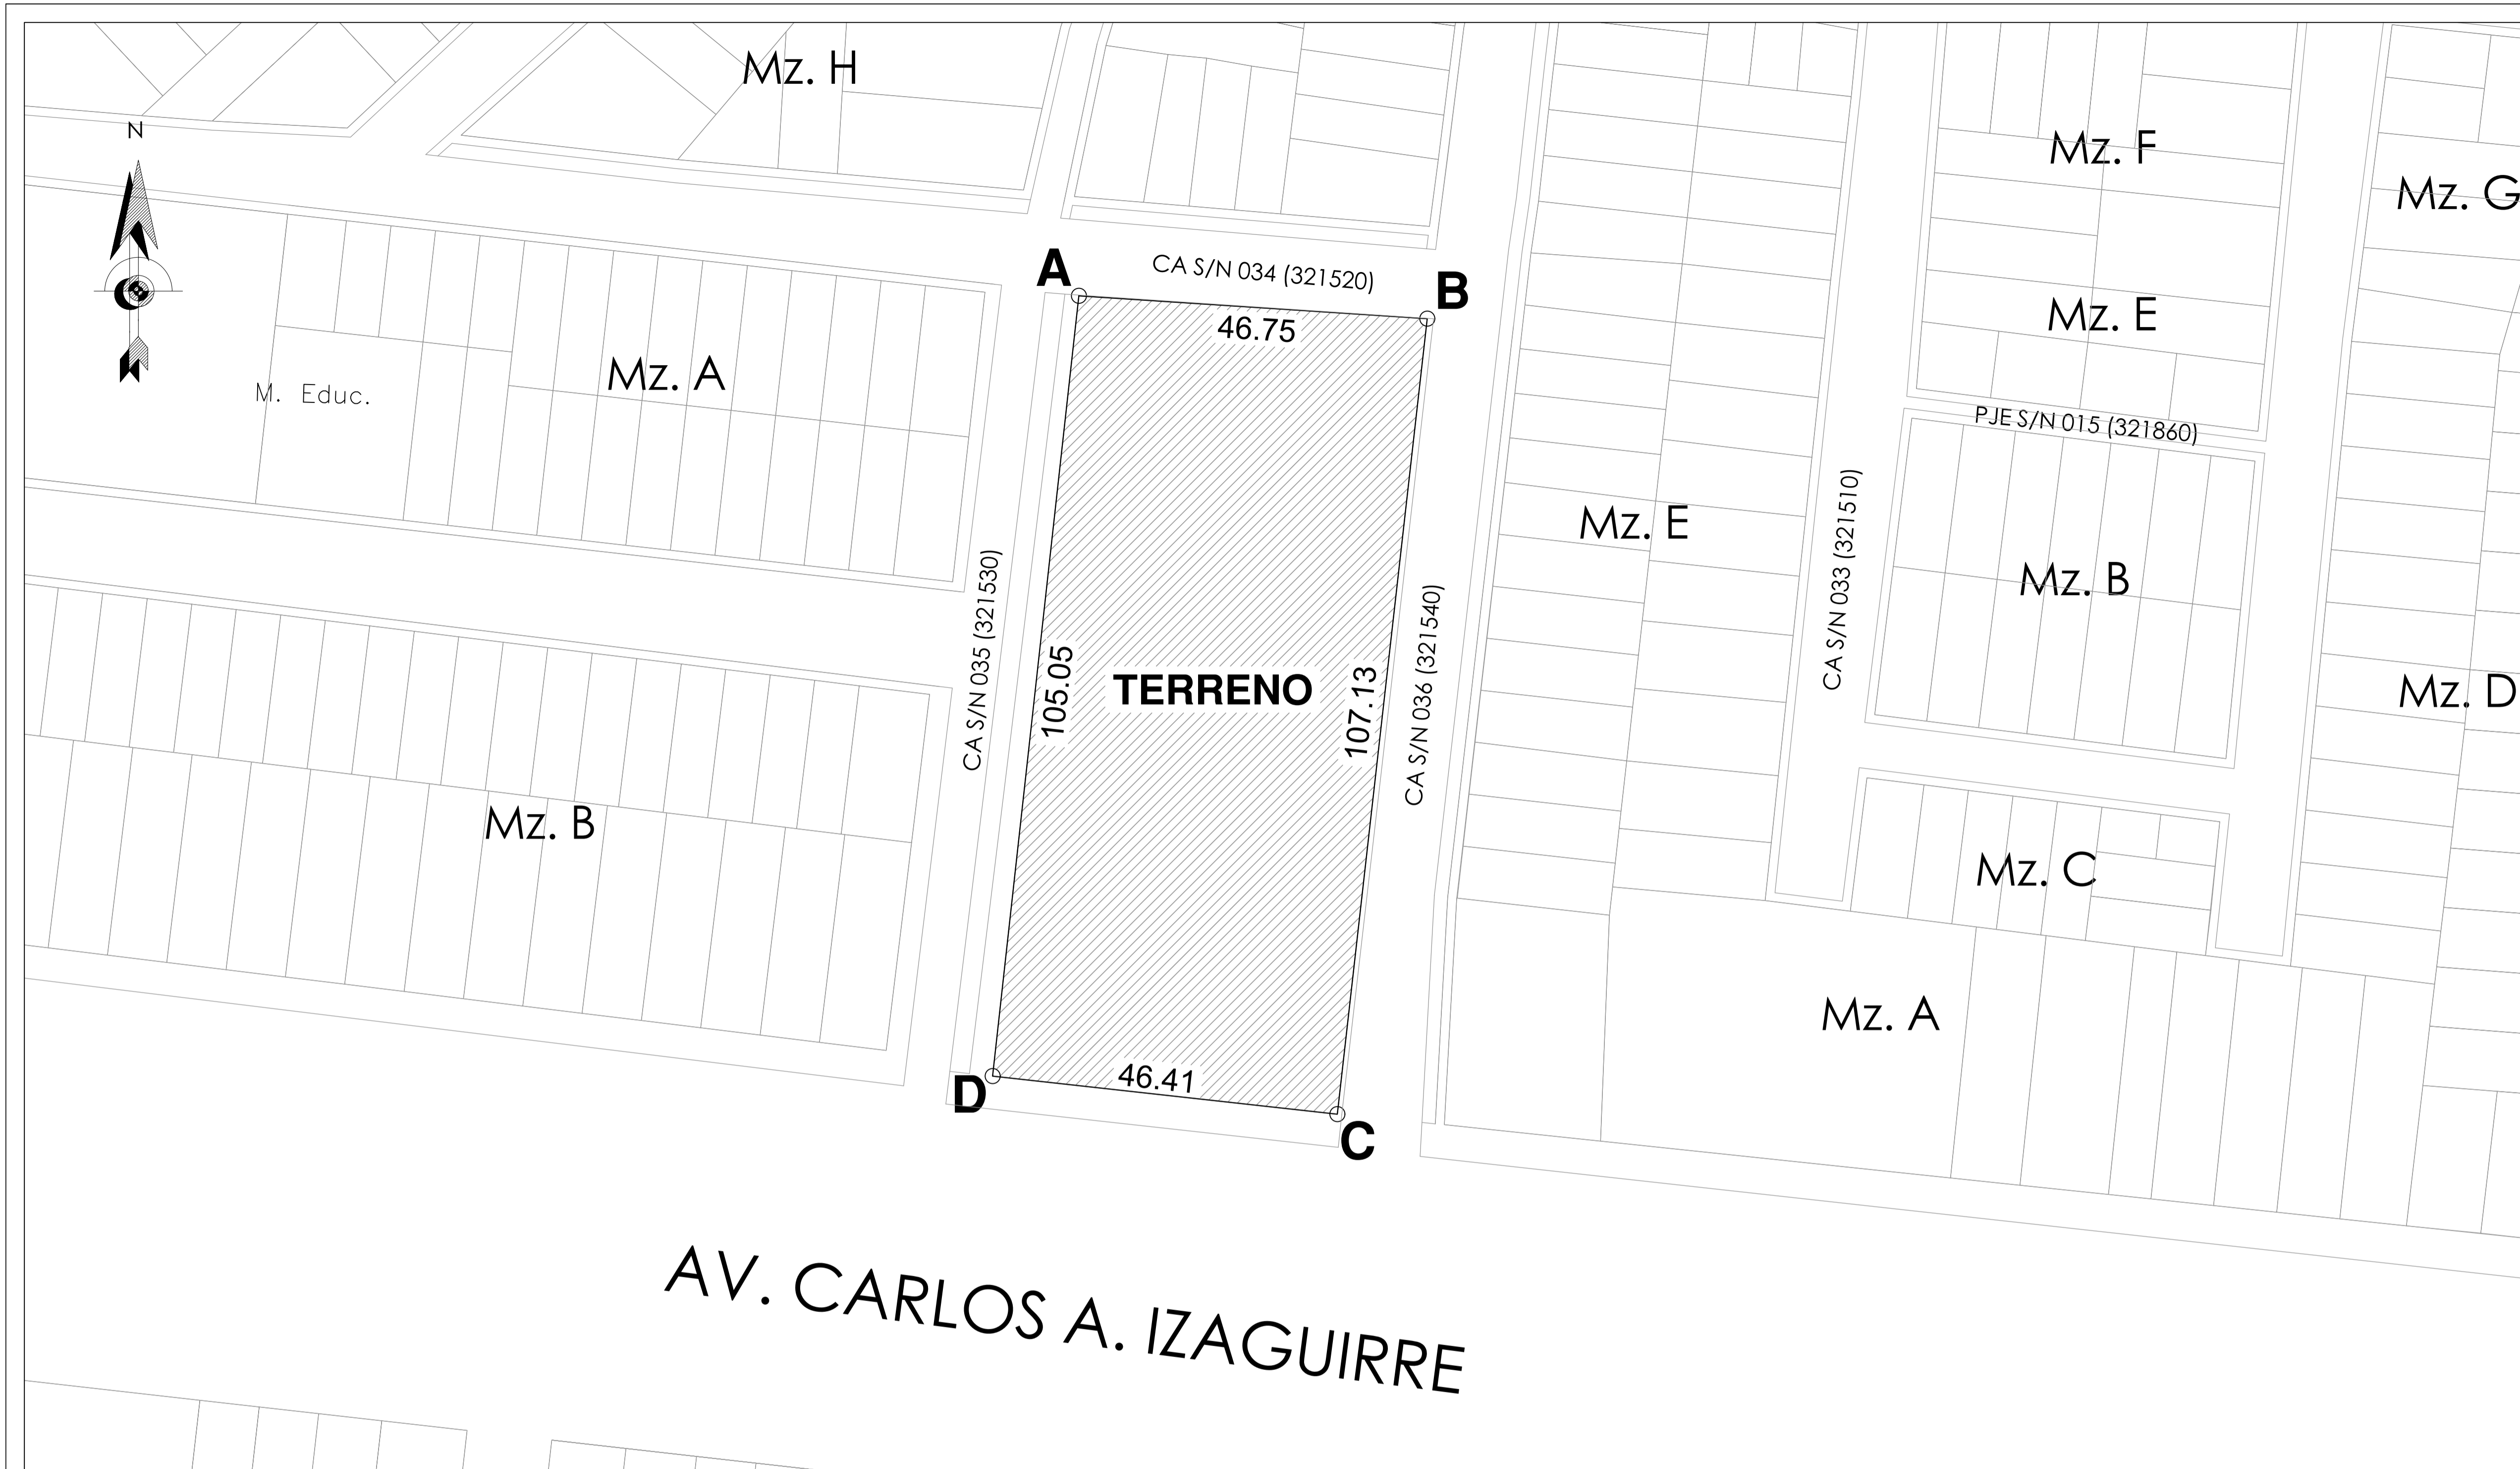 Mz. H
N
Mz. F
Mz. G
A
CA S/N 034 (321520)
B
46.75
Mz. E
Mz. A
M. Educ.
PJE S/N 015 (321860)
Mz. E
CA S/N 033 (321510)
Mz. B
CA S/N 035 (321530)
105.05
TERRENO
107.13
CA S/N 036 (321540)
Mz. D
Mz. B
Mz. C
Mz. A
D
46.41
C
AV. CARLOS A. IZAGUIRRE